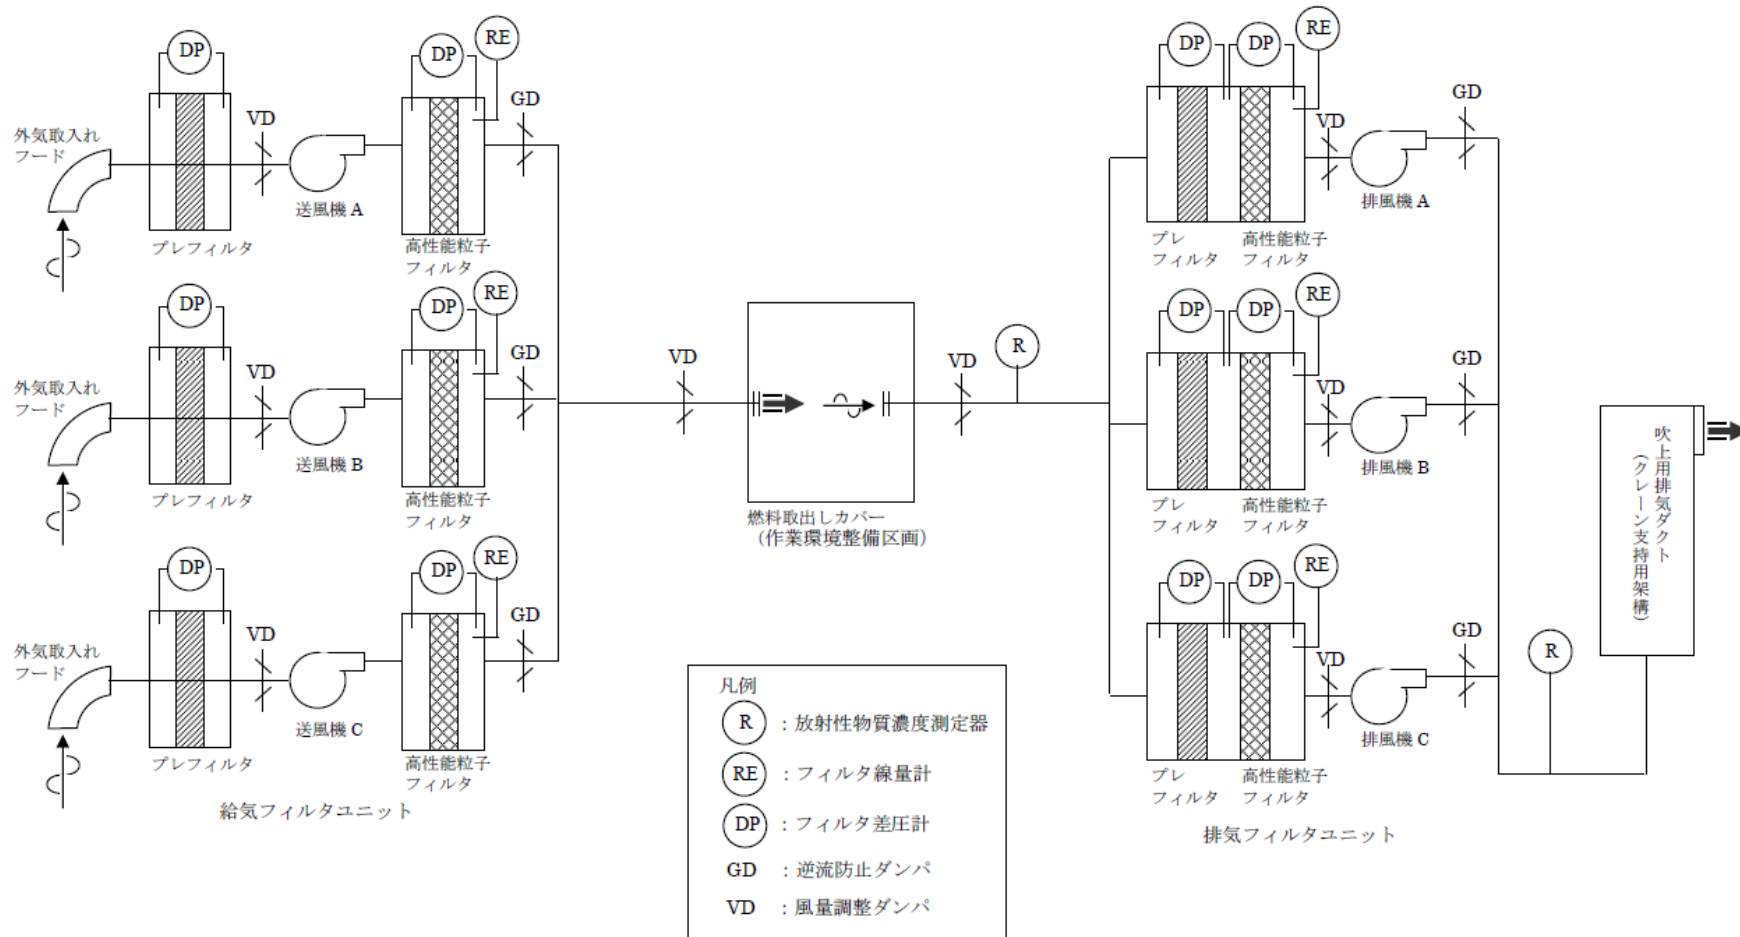 DP
DP
RE
外気取入れ
フード
VD
GD
送風機 A
プレフィルタ
高性能粒子
フィルタ
DP
DP
RE
外気取入れ
フード
VD
GD
送風機 B
プレフィルタ
高性能粒子
フィルタ
DP
DP
RE
外気取入れ
フード
VD
GD
送風機 C
プレフィルタ
高性能粒子
フィルタ
給気フィルタユニット
VD
燃料取出しカバー
（作業環境整備区画）
VD
R
DP
DP
RE
VD
GD
排風機 A
プレ
フィルタ
高性能粒子
フィルタ
DP
DP
RE
VD
GD
排風機 B
プレ
フィルタ
高性能粒子
フィルタ
DP
DP
RE
VD
GD
排風機 C
プレ
フィルタ
高性能粒子
フィルタ
排気フィルタユニット
R
吹上用排気ダクト
（クレーン支持用架構）
凡例
R ：放射性物質濃度測定器
RE ：フィルタ線量計
DP ：フィルタ差圧計
GD ：逆流防止ダンパ
VD ：風量調整ダンパ